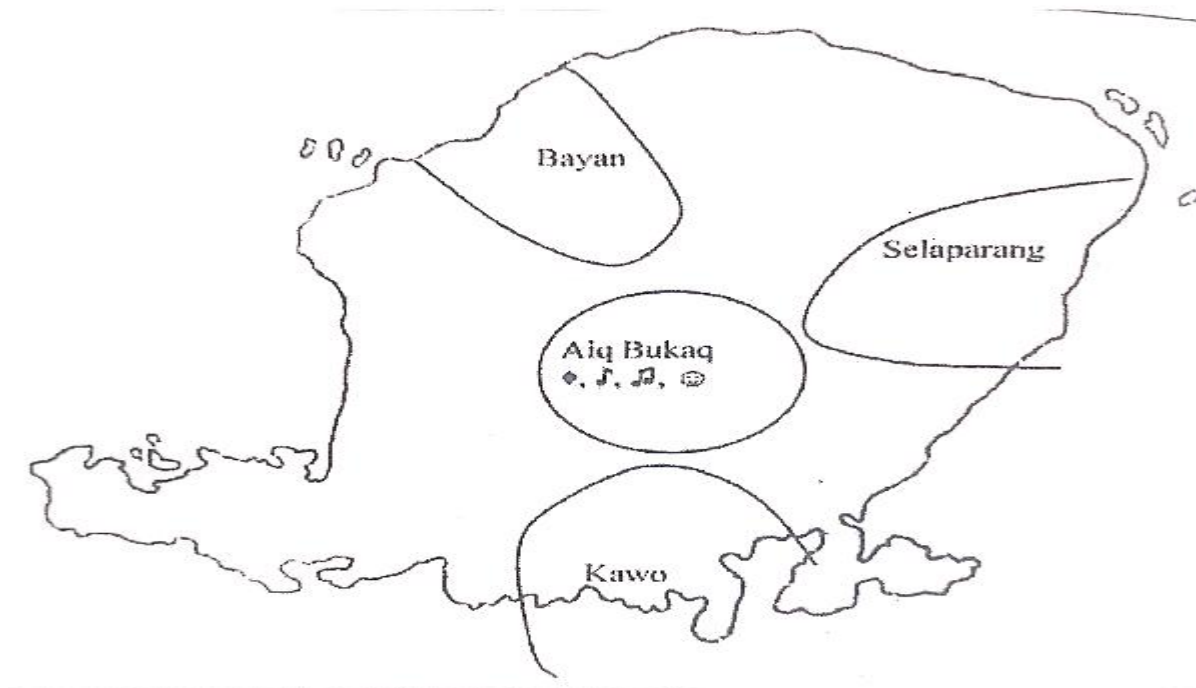 Bayan
Selaparang
Aiq Bukaq
◆, ♪, ♫, ☺
Kawo